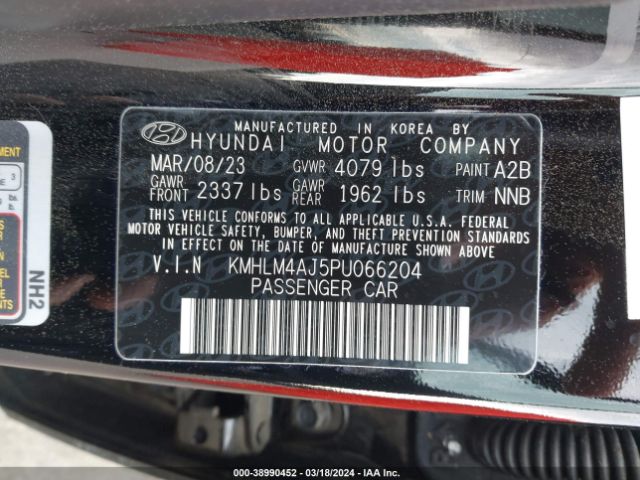 MANUFACTURED IN KOREA BY
HYUNDAI MOTOR COMPANY
MAR/08/23 GVWR 4079 lbs PAINT A2B
GAWR FRONT 2337 lbs GAWR REAR 1962 lbs TRIM NNB
THIS VEHICLE CONFORMS TO ALL APPLICABLE U.S.A. FEDERAL
MOTOR VEHICLE SAFETY, BUMPER, AND THEFT PREVENTION STANDARDS
IN EFFECT ON THE DATE OF MANUFACTURE SHOWN ABOVE.
V.I.N KMHLM4AJ5PU066204
PASSENGER CAR
NH2
000-38990452 - 03/18/2024 - IAA, Inc.